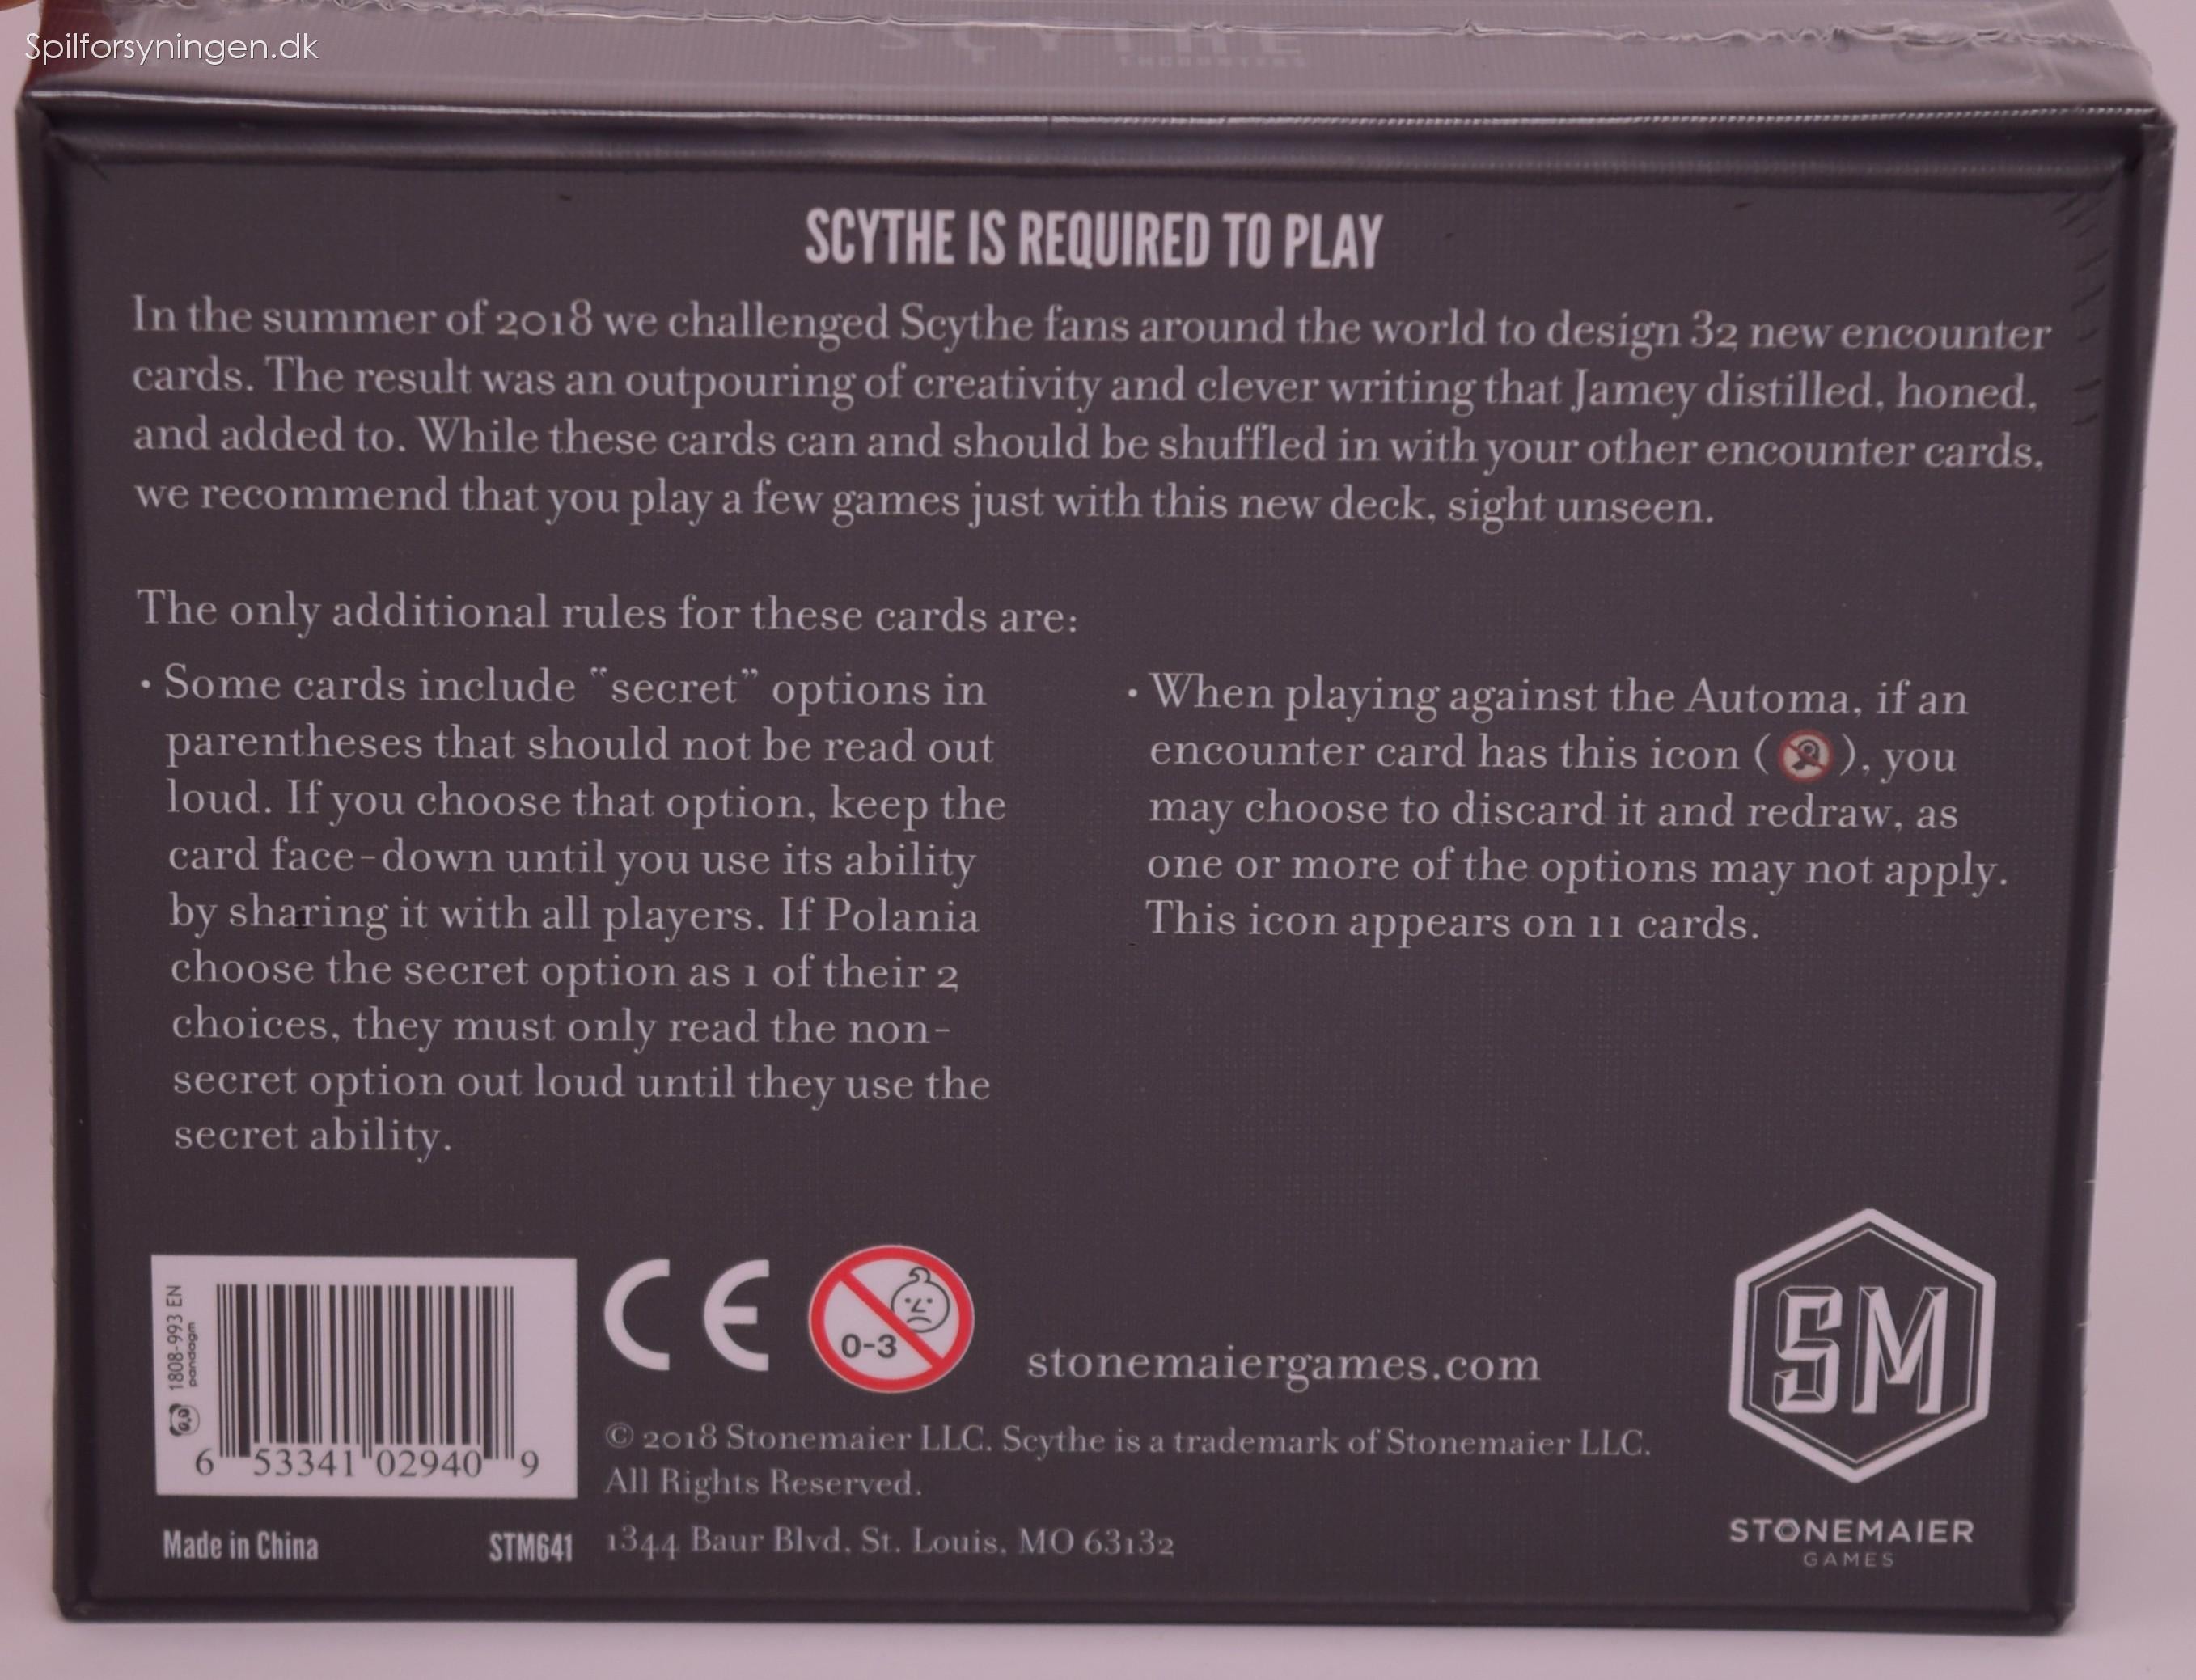 Spilforsyningen.dk
SCYTHE
ENCOUNTERS
SCYTHE IS REQUIRED TO PLAY
In the summer of 2018 we challenged Scythe fans around the world to design 32 new encounter
cards. The result was an outpouring of creativity and clever writing that Jamey distilled, honed,
and added to. While these cards can and should be shuffled in with your other encounter cards,
we recommend that you play a few games just with this new deck, sight unseen.
The only additional rules for these cards are:
· Some cards include "secret" options in
parentheses that should not be read out
loud. If you choose that option, keep the
card face-down until you use its ability
by sharing it with all players. If Polania
choose the secret option as 1 of their 2
choices, they must only read the non-
secret option out loud until they use the
secret ability.
· When playing against the Automa, if an
encounter card has this icon ( ), you
may choose to discard it and redraw, as
one or more of the options may not apply.
This icon appears on 11 cards.
1808-993 EN
pandagm
6 53341 02940 9
Made in China
STM641
CE
0-3
stonemaiergames.com
© 2018 Stonemaier LLC. Scythe is a trademark of Stonemaier LLC.
All Rights Reserved.
1344 Baur Blvd, St. Louis, MO 63132
SM
STONEMAIER
GAMES